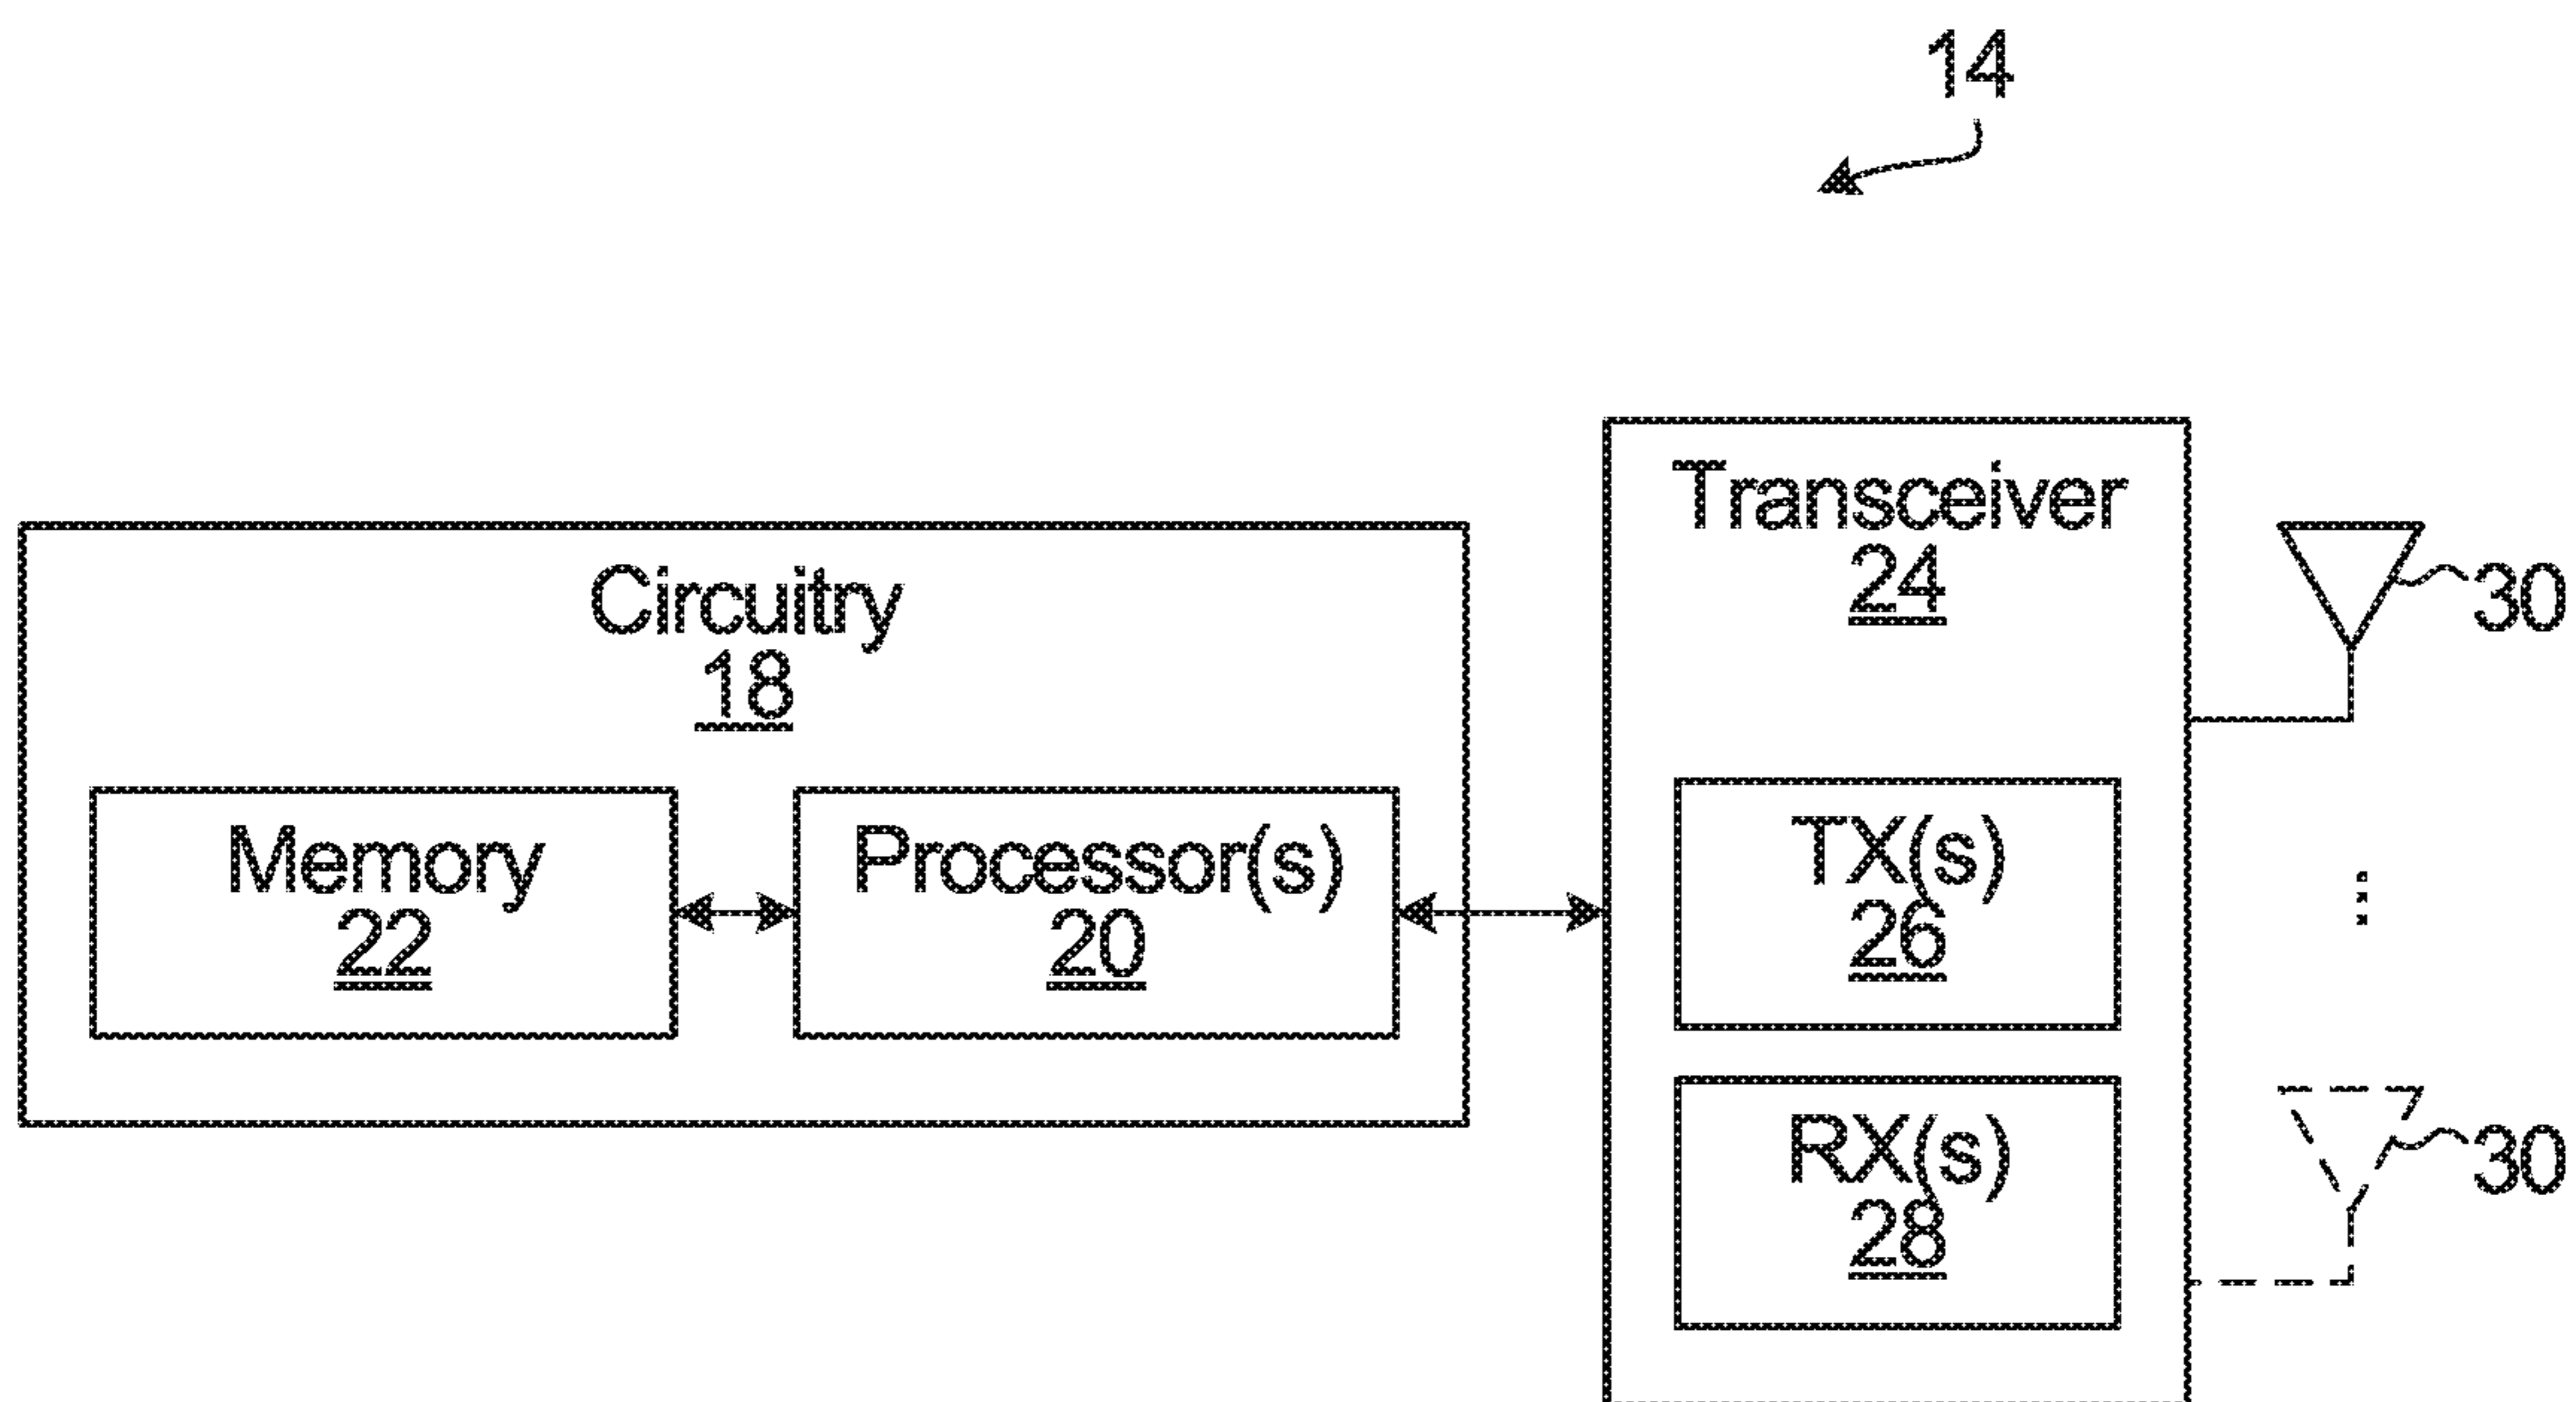 14
Transceiver
24
30
Circuitry
18
Memory
22
Processor(s)
20
TX(s)
26
RX(s)
28
30